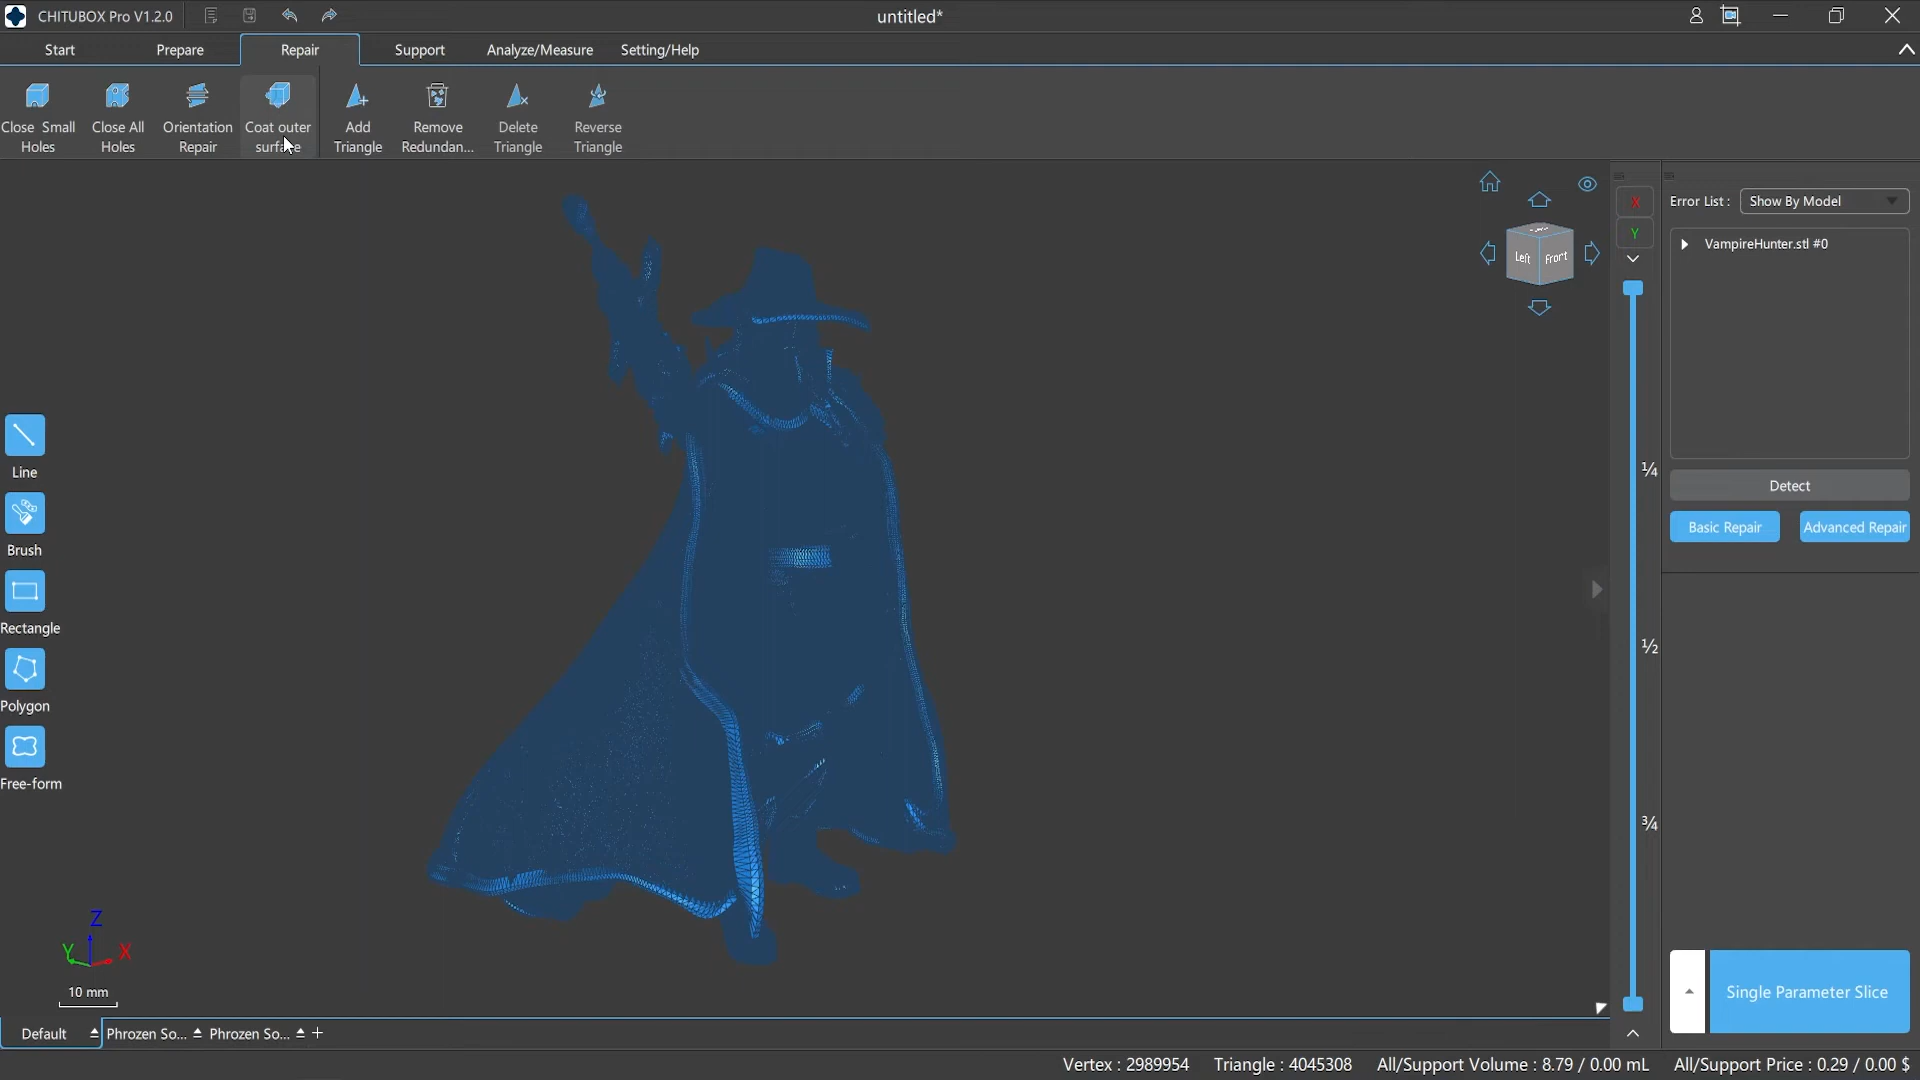 CHITUBOX Pro V1.2.0
untitled*
Start Prepare Repair Support Analyze/Measure Setting/Help
Close Small Holes
Close All Holes
Orientation Repair
Coat outer surface
Add Triangle
Remove Redundan...
Delete Triangle
Reverse Triangle
Left Front
X
Y
Error List : Show By Model
VampireHunter.stl #0
Detect
Basic Repair Advanced Repair
Line
Brush
Rectangle
Polygon
Free-form
¼
½
¾
Z
Y X
10 mm
Single Parameter Slice
Default Phrozen So... Phrozen So... +
Vertex : 2989954 Triangle : 4045308 All/Support Volume : 8.79 / 0.00 mL All/Support Price : 0.29 / 0.00 $